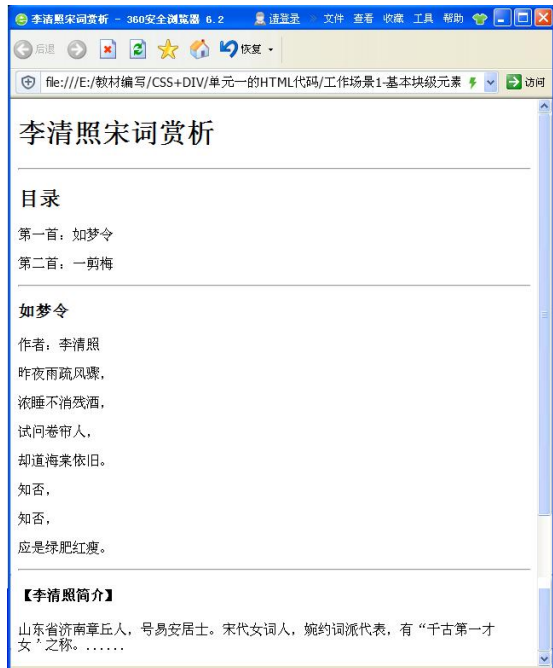 李清照宋词赏析 - 360安全浏览器 6.2 请登录 文件 查看 收藏 工具 帮助
后退 恢复
file:///E:/教材编写/CSS+DIV/单元一的HTML代码/工作场景1-基本块级元素 访问
李清照宋词赏析
目录
第一首：如梦令
第二首：一剪梅
如梦令
作者：李清照
昨夜雨疏风骤，
浓睡不消残酒，
试问卷帘人，
却道海棠依旧。
知否，
知否，
应是绿肥红瘦。
【李清照简介】
山东省济南章丘人，号易安居士。宋代女词人，婉约词派代表，有“千古第一才
女”之称。......